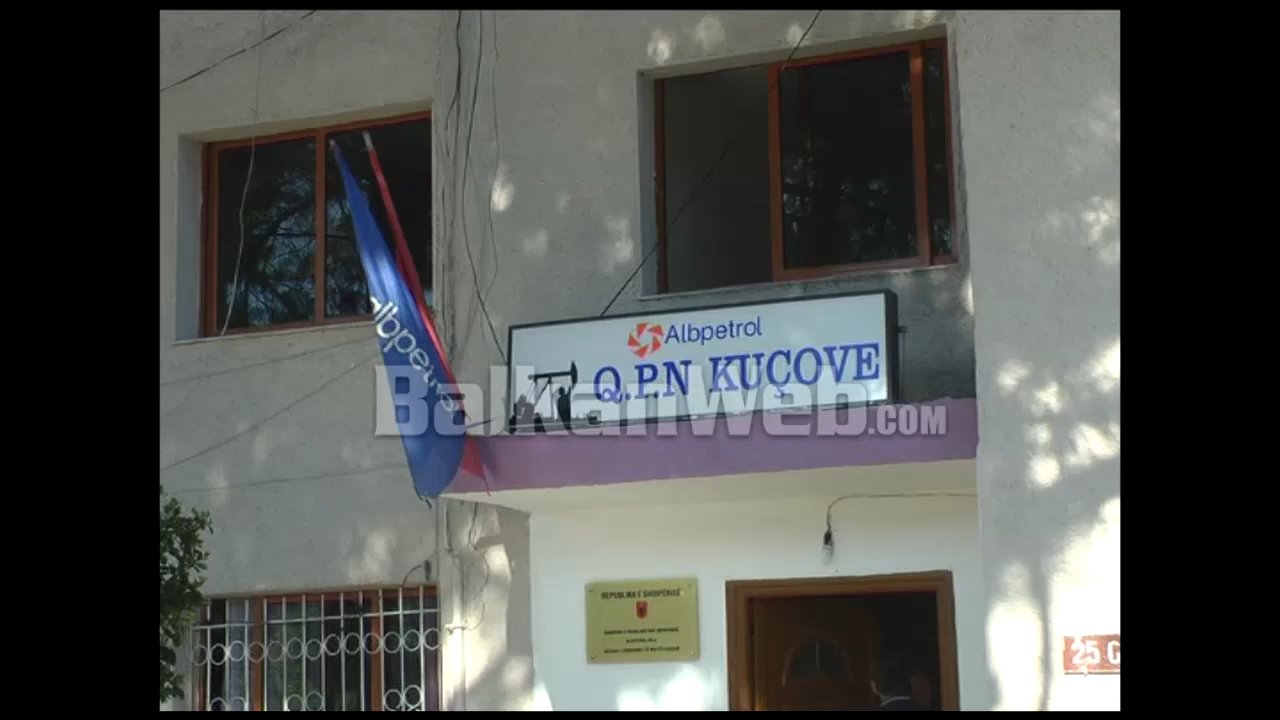 Albpetrol
Q.P.N KUÇOVE
albpetrol
BalkanWeb.com
REPUBLIKA E SHQIPËRISË
25